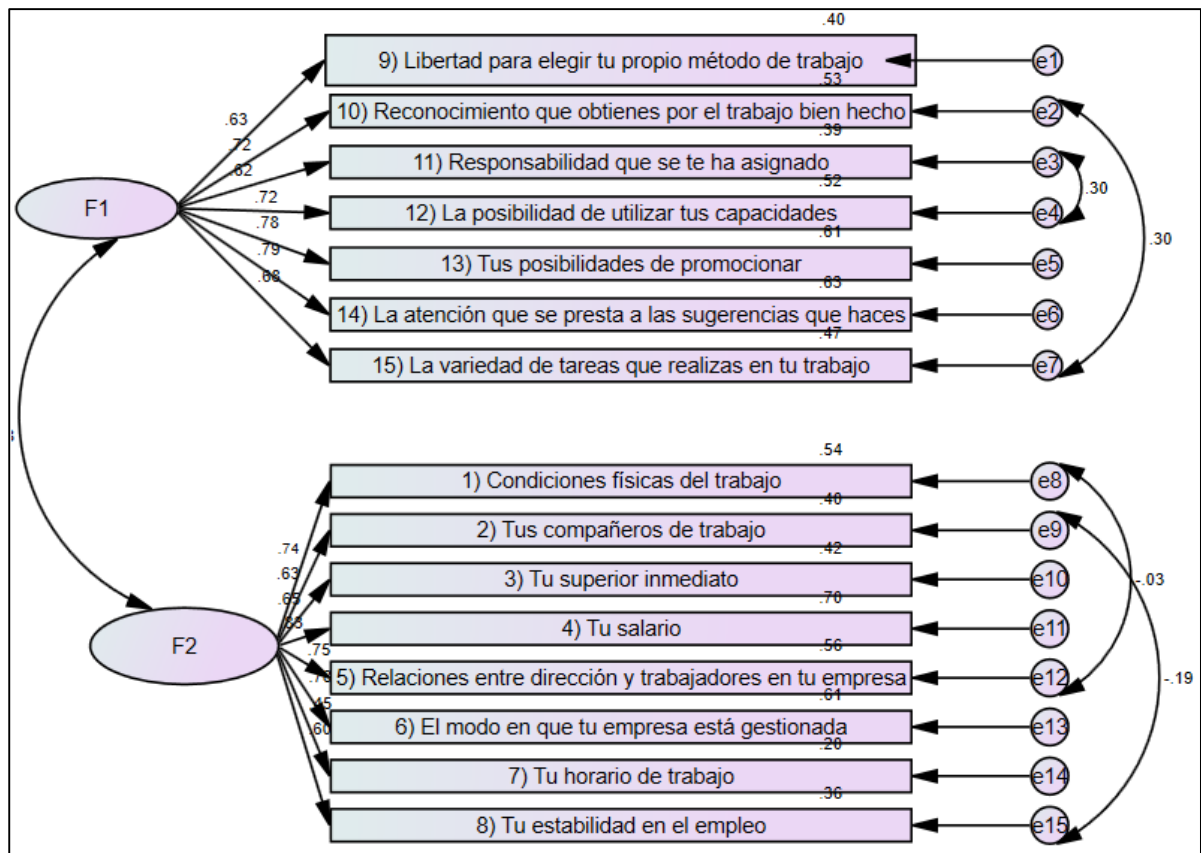 .40
9) Libertad para elegir tu propio método de trabajo
e1
.53
10) Reconocimiento que obtienes por el trabajo bien hecho
e2
.63
.39
.72
11) Responsabilidad que se te ha asignado
e3
.62
.52
.30
.72
12) La posibilidad de utilizar tus capacidades
e4
F1
.78
.61
.30
.79
13) Tus posibilidades de promocionar
e5
.68
.63
14) La atención que se presta a las sugerencias que haces
e6
.47
15) La variedad de tareas que realizas en tu trabajo
e7
.54
1) Condiciones físicas del trabajo
e8
.40
2) Tus compañeros de trabajo
e9
.74
.42
.63
3) Tu superior inmediato
e10
-.03
.65
.70
4) Tu salario
e11
F2
.75
.56
5) Relaciones entre dirección y trabajadores en tu empresa
e12
-.19
.61
.45
6) El modo en que tu empresa está gestionada
e13
.60
.20
7) Tu horario de trabajo
e14
.36
8) Tu estabilidad en el empleo
e15